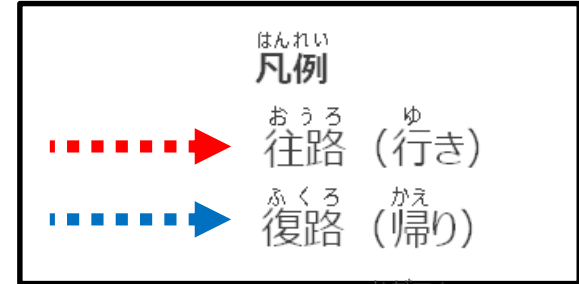 はんれい
凡例
おうろ ゆ
往路（行き）
ふくろ かえ
復路（帰り）